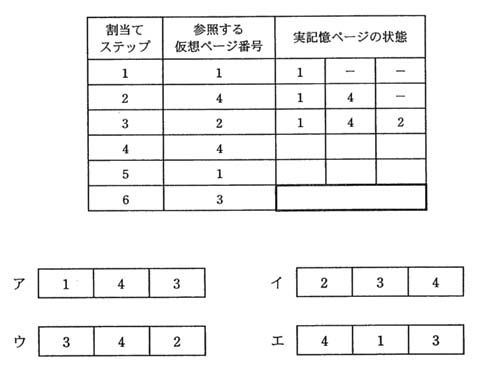 割当て ステップ 参照する 仮想ページ番号 実記憶ページの状態
1 1 1 － －
2 4 1 4 －
3 2 1 4 2
4 4
5 1
6 3
ア 1 4 3 イ 2 3 4
ウ 3 4 2 エ 4 1 3